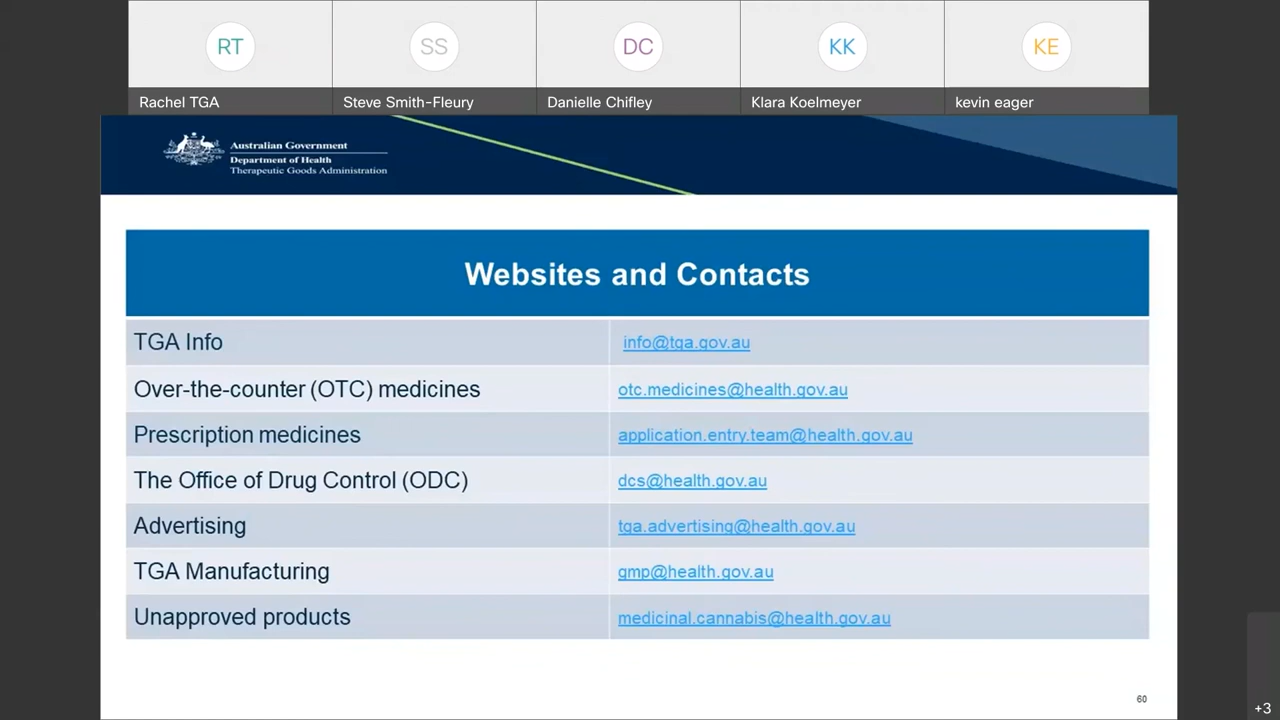 RT
SS
DC
KK
KE
Rachel TGA
Steve Smith-Fleury
Danielle Chifley
Klara Koelmeyer
kevin eager
Australian Government
Department of Health
Therapeutic Goods Administration
Websites and Contacts
TGA Info info@tga.gov.au
Over-the-counter (OTC) medicines otc.medicines@health.gov.au
Prescription medicines application.entry.team@health.gov.au
The Office of Drug Control (ODC) dcs@health.gov.au
Advertising tga.advertising@health.gov.au
TGA Manufacturing gmp@health.gov.au
Unapproved products medicinal.cannabis@health.gov.au
60
+3